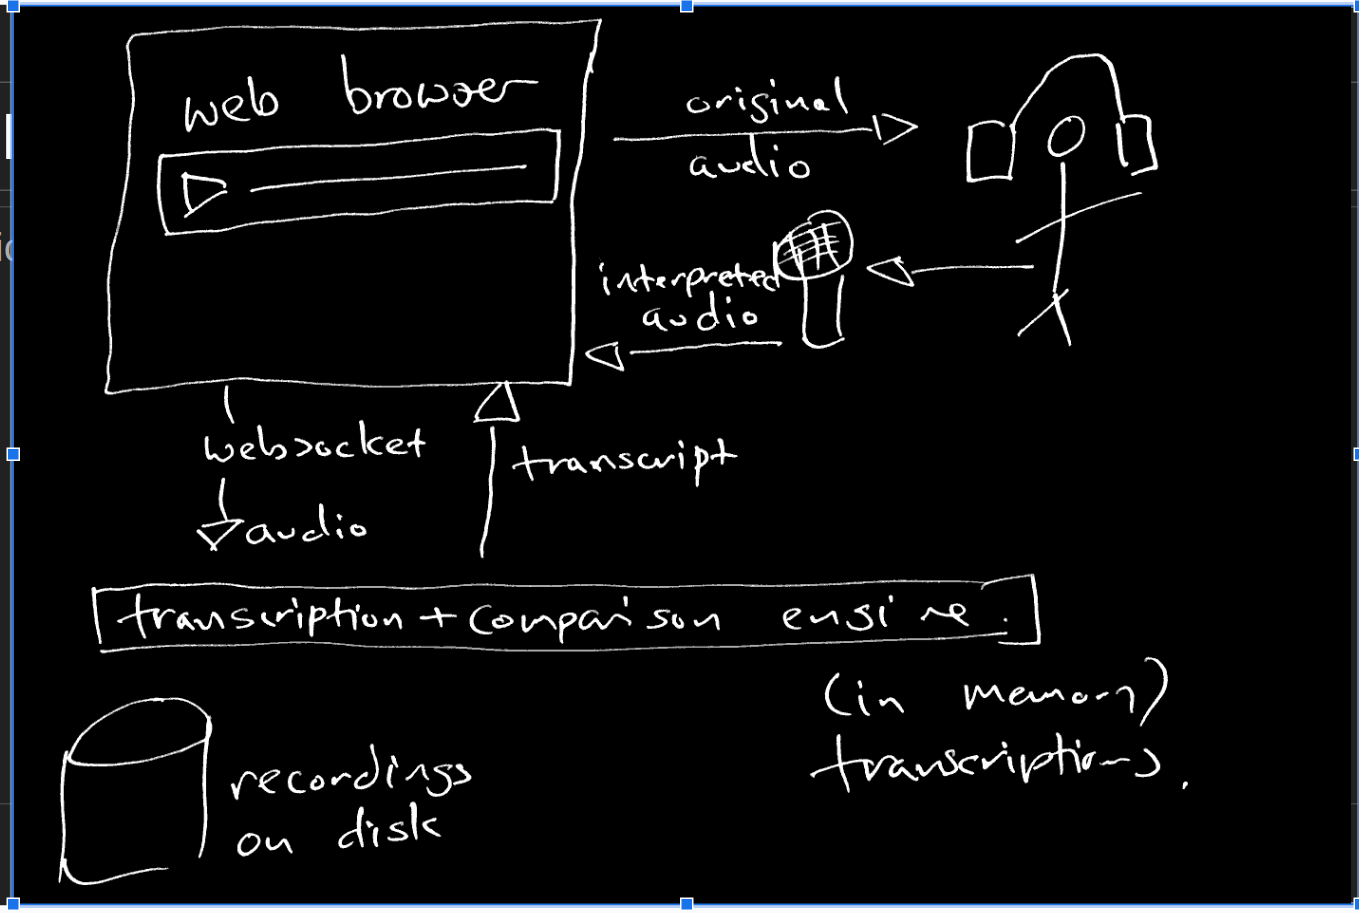 web browser
original
audio
interpreted
audio
websocket
audio
transcript
transcription + comparison engine.
(in memory)
transcriptions.
recordings
on disk